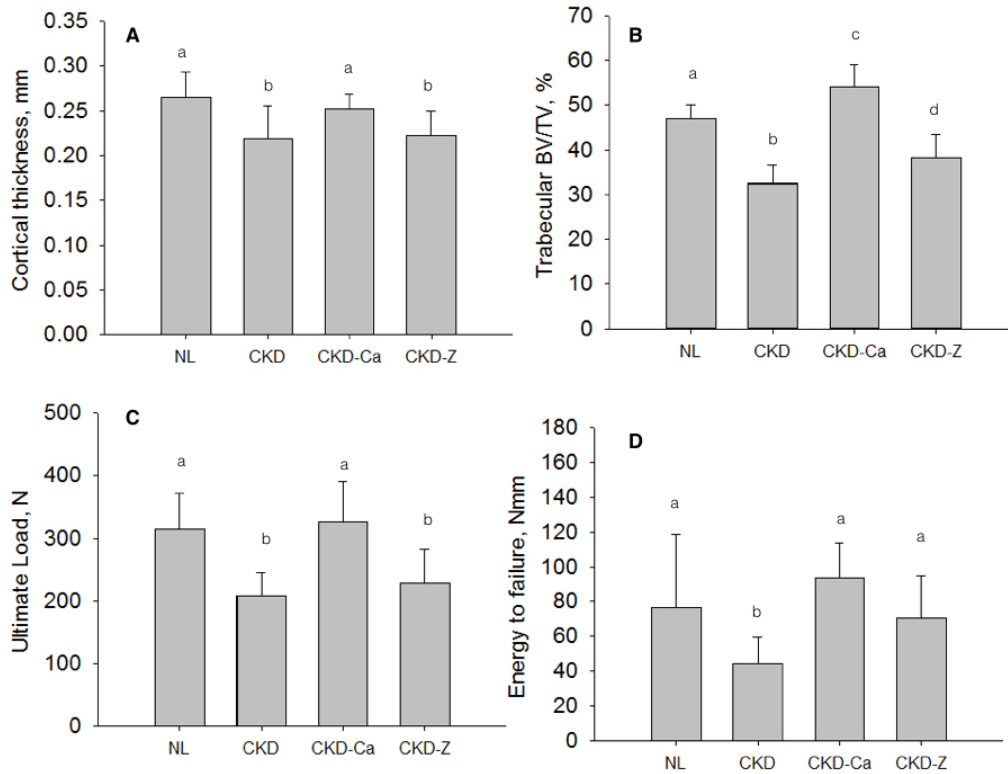 A
Cortical thickness, mm
0.35
0.30
0.25
0.20
0.15
0.10
0.05
0.00
a
b
a
b
NL CKD CKD-Ca CKD-Z
B
Trabecular BV/TV, %
70
60
50
40
30
20
10
0
a
b
c
d
NL CKD CKD-Ca CKD-Z
C
Ultimate Load, N
500
400
300
200
100
0
a
b
a
b
NL CKD CKD-Ca CKD-Z
D
Energy to failure, Nmm
180
160
140
120
100
80
60
40
20
0
a
b
a
a
NL CKD CKD-Ca CKD-Z